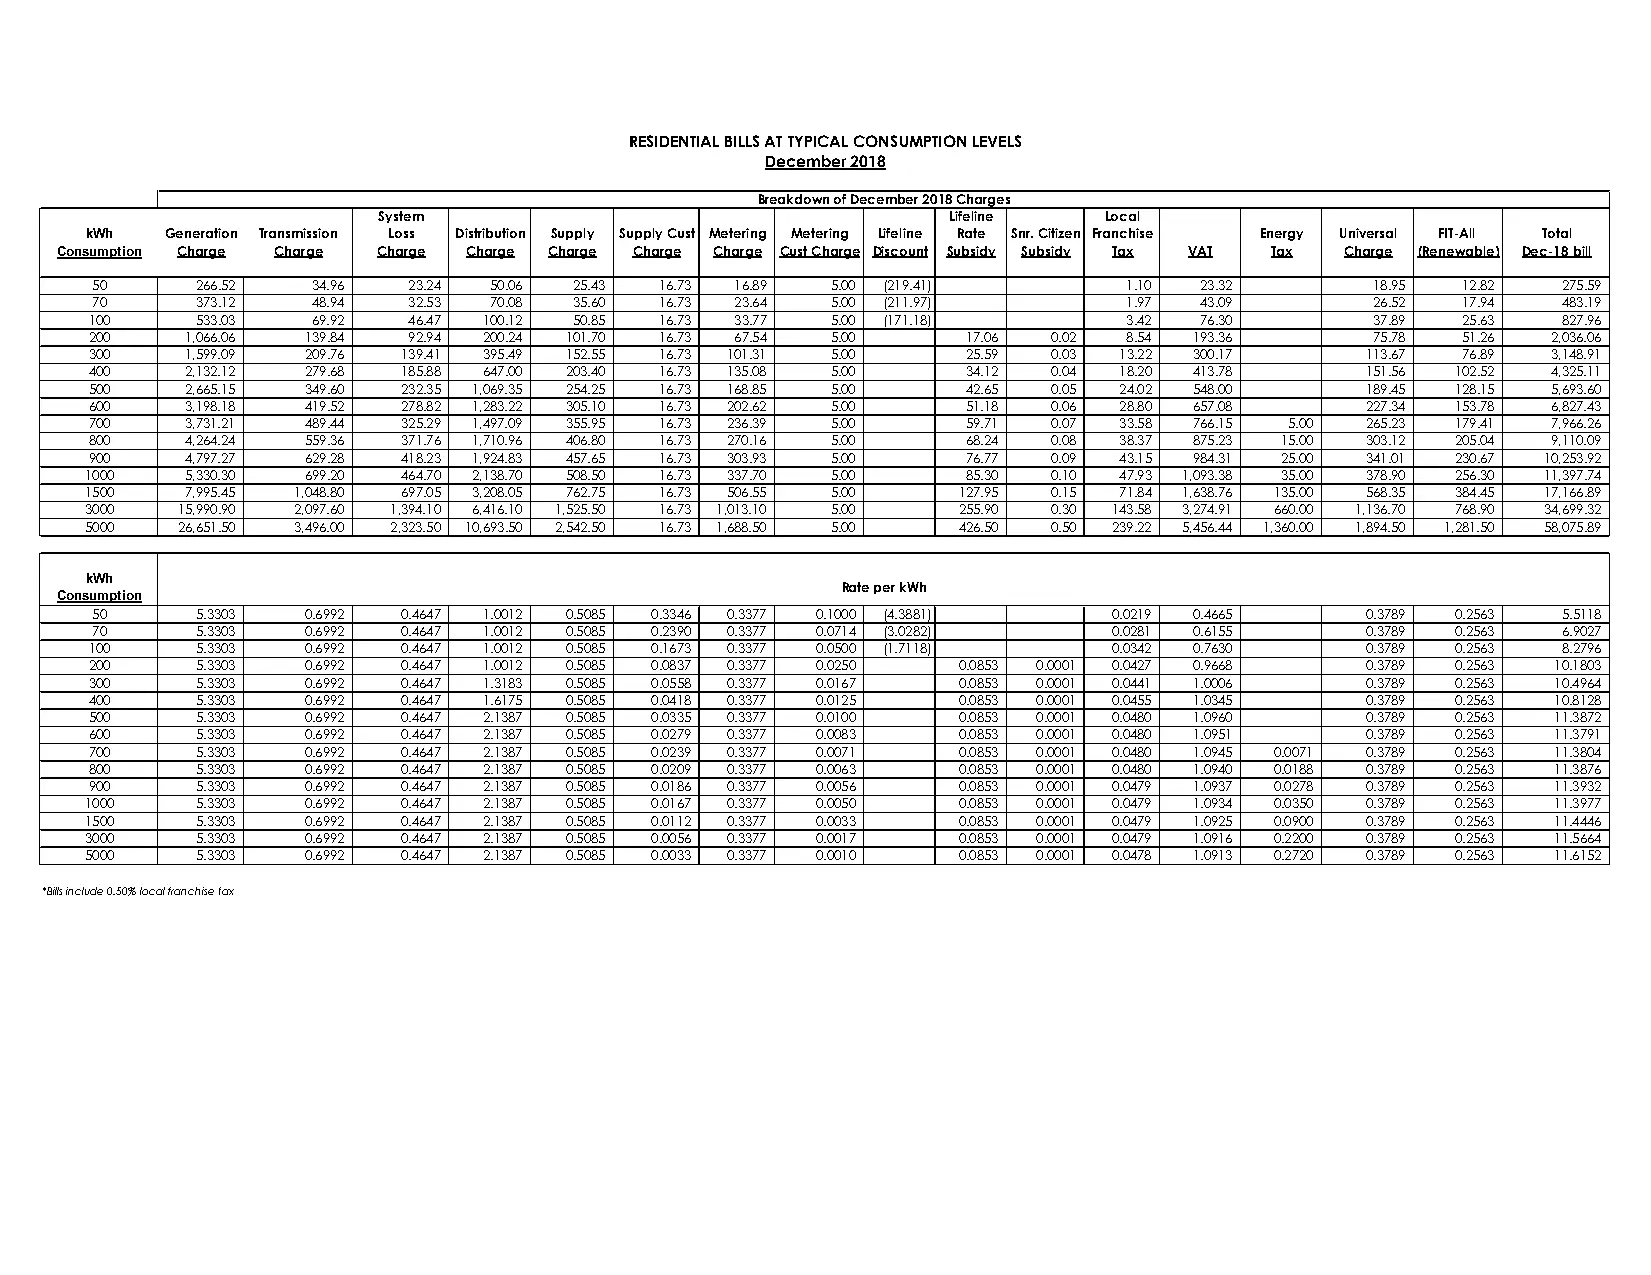 RESIDENTIAL BILLS AT TYPICAL CONSUMPTION LEVELS
December 2018
Breakdown of December 2018 Charges
kWh Consumption Generation Charge Transmission Charge System Loss Charge Distribution Charge Supply Charge Supply Cust Charge Metering Charge Metering Cust Charge Lifeline Discount Lifeline Rate Subsidy Snr. Citizen Subsidy Local Franchise Tax VAT Energy Tax Universal Charge FIT-All (Renewable) Total Dec-18 bill
50 266.52 34.96 23.24 50.06 25.43 16.73 16.89 5.00 (219.41) 1.10 23.32 18.95 12.82 275.59
70 373.12 48.94 32.53 70.08 35.60 16.73 23.64 5.00 (211.97) 1.97 43.09 26.52 17.94 483.19
100 533.03 69.92 46.47 100.12 50.85 16.73 33.77 5.00 (171.18) 3.42 76.30 37.89 25.63 827.96
200 1,066.06 139.84 92.94 200.24 101.70 16.73 67.54 5.00 17.06 0.02 8.54 193.36 75.78 51.26 2,036.06
300 1,599.09 209.76 139.41 395.49 152.55 16.73 101.31 5.00 25.59 0.03 13.22 300.17 113.67 76.89 3,148.91
400 2,132.12 279.68 185.88 647.00 203.40 16.73 135.08 5.00 34.12 0.04 18.20 413.78 151.56 102.52 4,325.11
500 2,665.15 349.60 232.35 1,069.35 254.25 16.73 168.85 5.00 42.65 0.05 24.02 548.00 189.45 128.15 5,693.60
600 3,198.18 419.52 278.82 1,283.22 305.10 16.73 202.62 5.00 51.18 0.06 28.80 657.08 227.34 153.78 6,827.43
700 3,731.21 489.44 325.29 1,497.09 355.95 16.73 236.39 5.00 59.71 0.07 33.58 766.15 5.00 265.23 179.41 7,966.26
800 4,264.24 559.36 371.76 1,710.96 406.80 16.73 270.16 5.00 68.24 0.08 38.37 875.23 15.00 303.12 205.04 9,110.09
900 4,797.27 629.28 418.23 1,924.83 457.65 16.73 303.93 5.00 76.77 0.09 43.15 984.31 25.00 341.01 230.67 10,253.92
1000 5,330.30 699.20 464.70 2,138.70 508.50 16.73 337.70 5.00 85.30 0.10 47.93 1,093.38 35.00 378.90 256.30 11,397.74
1500 7,995.45 1,048.80 697.05 3,208.05 762.75 16.73 506.55 5.00 127.95 0.15 71.84 1,638.76 135.00 568.35 384.45 17,166.89
3000 15,990.90 2,097.60 1,394.10 6,416.10 1,525.50 16.73 1,013.10 5.00 255.90 0.30 143.58 3,274.91 660.00 1,136.70 768.90 34,699.32
5000 26,651.50 3,496.00 2,323.50 10,693.50 2,542.50 16.73 1,688.50 5.00 426.50 0.50 239.22 5,456.44 1,360.00 1,894.50 1,281.50 58,075.89
kWh Consumption Rate per kWh
50 5.3303 0.6992 0.4647 1.0012 0.5085 0.3346 0.3377 0.1000 (4.3881) 0.0219 0.4665 0.3789 0.2563 5.5118
70 5.3303 0.6992 0.4647 1.0012 0.5085 0.2390 0.3377 0.0714 (3.0282) 0.0281 0.6155 0.3789 0.2563 6.9027
100 5.3303 0.6992 0.4647 1.0012 0.5085 0.1673 0.3377 0.0500 (1.7118) 0.0342 0.7630 0.3789 0.2563 8.2796
200 5.3303 0.6992 0.4647 1.0012 0.5085 0.0837 0.3377 0.0250 0.0853 0.0001 0.0427 0.9668 0.3789 0.2563 10.1803
300 5.3303 0.6992 0.4647 1.3183 0.5085 0.0558 0.3377 0.0167 0.0853 0.0001 0.0441 1.0006 0.3789 0.2563 10.4964
400 5.3303 0.6992 0.4647 1.6175 0.5085 0.0418 0.3377 0.0125 0.0853 0.0001 0.0455 1.0345 0.3789 0.2563 10.8128
500 5.3303 0.6992 0.4647 2.1387 0.5085 0.0335 0.3377 0.0100 0.0853 0.0001 0.0480 1.0960 0.3789 0.2563 11.3872
600 5.3303 0.6992 0.4647 2.1387 0.5085 0.0279 0.3377 0.0083 0.0853 0.0001 0.0480 1.0951 0.3789 0.2563 11.3791
700 5.3303 0.6992 0.4647 2.1387 0.5085 0.0239 0.3377 0.0071 0.0853 0.0001 0.0480 1.0945 0.0071 0.3789 0.2563 11.3804
800 5.3303 0.6992 0.4647 2.1387 0.5085 0.0209 0.3377 0.0063 0.0853 0.0001 0.0480 1.0940 0.0188 0.3789 0.2563 11.3876
900 5.3303 0.6992 0.4647 2.1387 0.5085 0.0186 0.3377 0.0056 0.0853 0.0001 0.0479 1.0937 0.0278 0.3789 0.2563 11.3932
1000 5.3303 0.6992 0.4647 2.1387 0.5085 0.0167 0.3377 0.0050 0.0853 0.0001 0.0479 1.0934 0.0350 0.3789 0.2563 11.3977
1500 5.3303 0.6992 0.4647 2.1387 0.5085 0.0112 0.3377 0.0033 0.0853 0.0001 0.0479 1.0925 0.0900 0.3789 0.2563 11.4446
3000 5.3303 0.6992 0.4647 2.1387 0.5085 0.0056 0.3377 0.0017 0.0853 0.0001 0.0479 1.0916 0.2200 0.3789 0.2563 11.5664
5000 5.3303 0.6992 0.4647 2.1387 0.5085 0.0033 0.3377 0.0010 0.0853 0.0001 0.0478 1.0913 0.2720 0.3789 0.2563 11.6152
*Bills include 0.50% local franchise tax